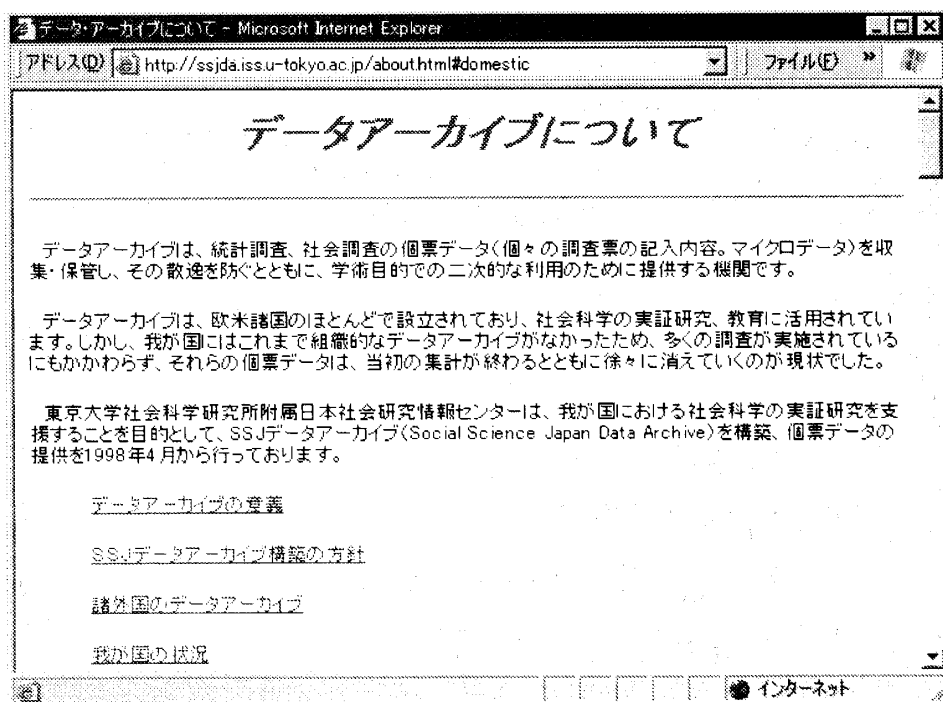 データ・アーカイブについて - Microsoft Internet Explorer
アドレス(D) http://ssjda.iss.u-tokyo.ac.jp/about.html#domestic ファイル(F) »
データアーカイブについて
データアーカイブは、統計調査、社会調査の個票データ(個々の調査票の記入内容。マイクロデータ)を収
集・保管し、その散逸を防ぐとともに、学術目的での二次的な利用のために提供する機関です。
データアーカイブは、欧米諸国のほとんどで設立されており、社会科学の実証研究、教育に活用されてい
ます。しかし、我が国にはこれまで組織的なデータアーカイブがなかったため、多くの調査が実施されている
にもかかわらず、それらの個票データは、当初の集計が終わるとともに徐々に消えていくのが現状でした。
東京大学社会科学研究所附属日本社会研究情報センターは、我が国における社会科学の実証研究を支
援することを目的として、SSJデータアーカイブ(Social Science Japan Data Archive)を構築、個票データの
提供を1998年4月から行っております。
データアーカイブの意義
SSJデータアーカイブ構築の方針
諸外国のデータアーカイブ
我が国の状況
インターネット